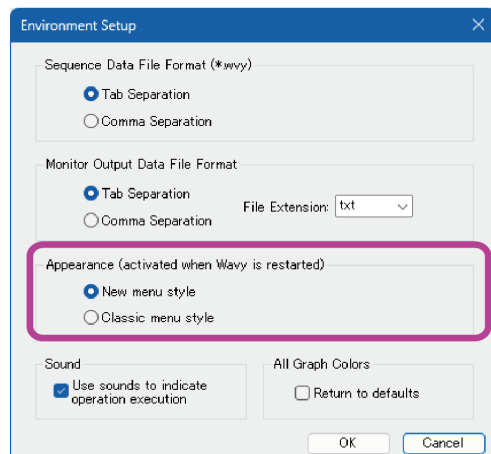 Environment Setup
Sequence Data File Format (*.wvy)
Tab Separation
Comma Separation
Monitor Output Data File Format
Tab Separation
Comma Separation
File Extension: txt
Appearance (activated when Wavy is restarted)
New menu style
Classic menu style
Sound
Use sounds to indicate
operation execution
All Graph Colors
Return to defaults
OK
Cancel